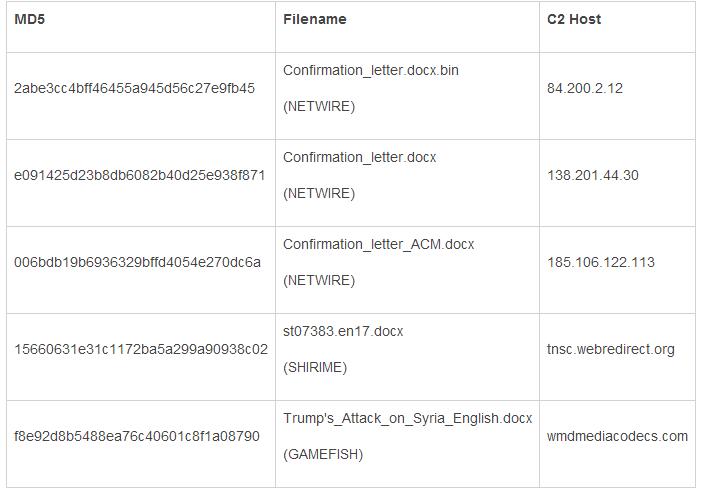 MD5 Filename C2 Host
2abe3cc4bff46455a945d56c27e9fb45 Confirmation_letter.docx.bin 84.200.2.12
(NETWIRE)
e091425d23b8db6082b40d25e938f871 Confirmation_letter.docx 138.201.44.30
(NETWIRE)
006bdb19b6936329bffd4054e270dc6a Confirmation_letter_ACM.docx 185.106.122.113
(NETWIRE)
15660631e31c1172ba5a299a90938c02 st07383.en17.docx tnsc.webredirect.org
(SHIRIME)
f8e92d8b5488ea76c40601c8f1a08790 Trump's_Attack_on_Syria_English.docx wmdmediacodecs.com
(GAMEFISH)